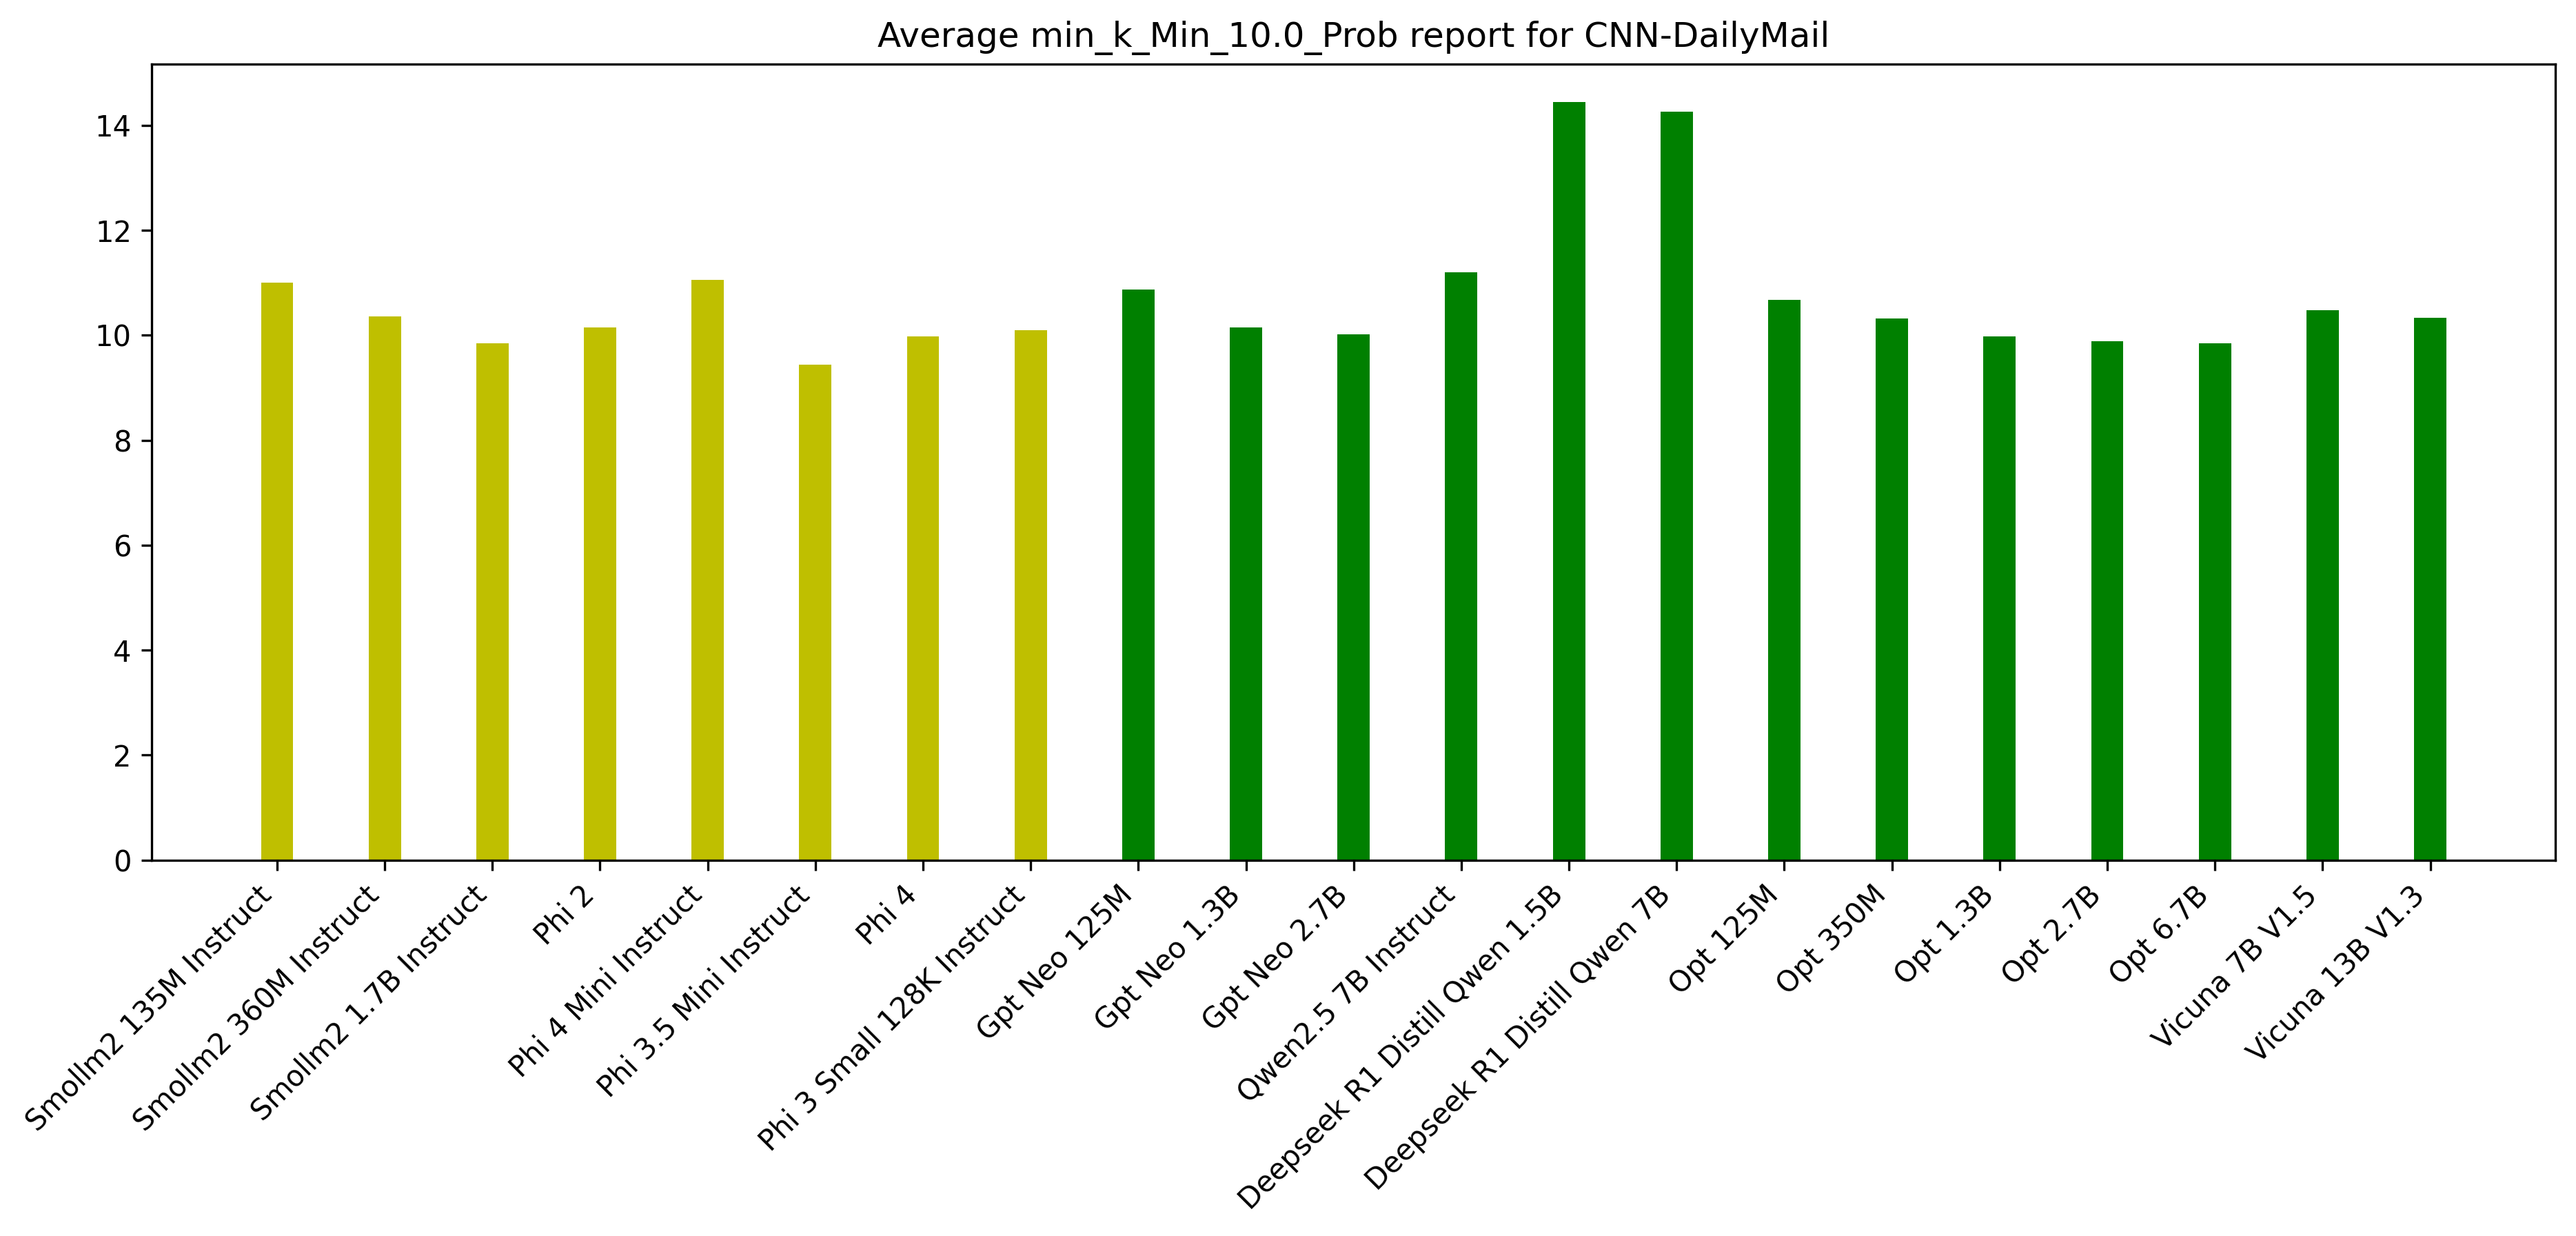 Average min_k_Min_10.0_Prob report for CNN-DailyMail
14
12
10
8
6
4
2
0
Smollm2 135M Instruct
Smollm2 360M Instruct
Smollm2 1.7B Instruct
Phi 2
Phi 4 Mini Instruct
Phi 3.5 Mini Instruct
Phi 4
Phi 3 Small 128K Instruct
Gpt Neo 125M
Gpt Neo 1.3B
Gpt Neo 2.7B
Qwen2.5 7B Instruct
Deepseek R1 Distill Qwen 1.5B
Deepseek R1 Distill Qwen 7B
Opt 125M
Opt 350M
Opt 1.3B
Opt 2.7B
Opt 6.7B
Vicuna 7B V1.5
Vicuna 13B V1.3